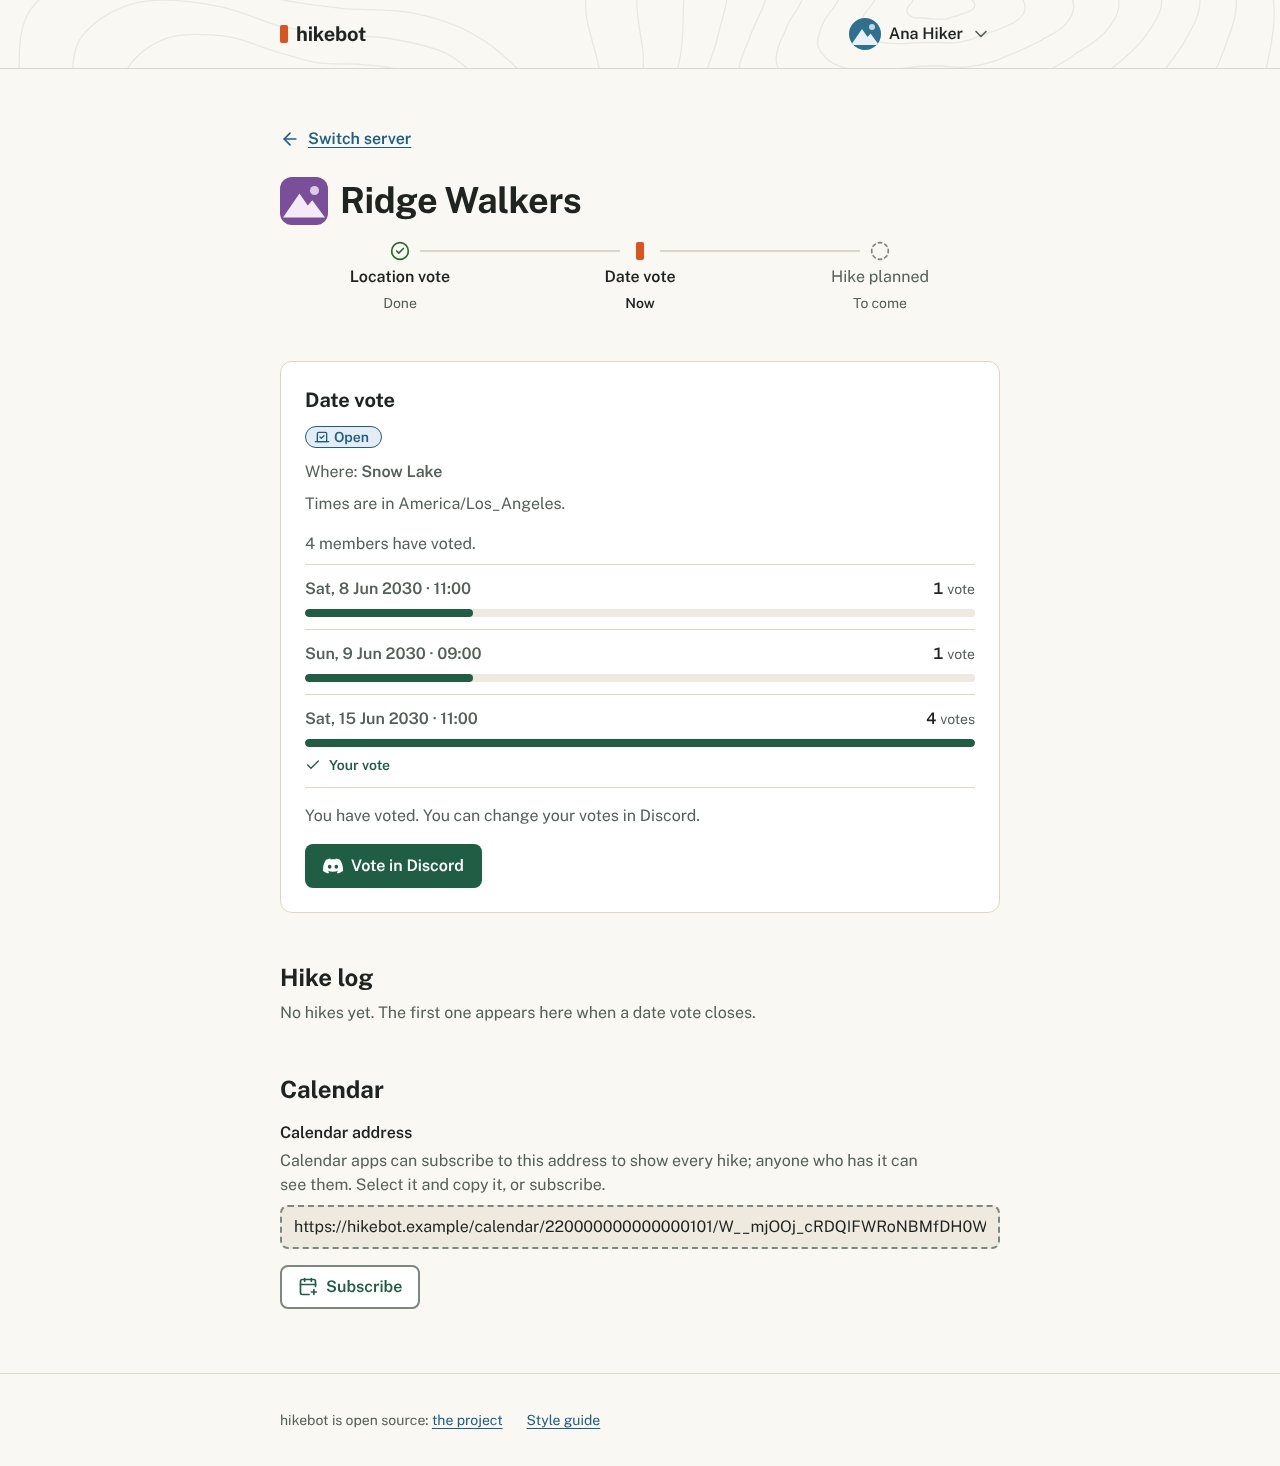 hikebot
Ana Hiker
Switch server
Ridge Walkers
Location vote
Done
Date vote
Now
Hike planned
To come
Date vote
Open
Where: Snow Lake
Times are in America/Los_Angeles.
4 members have voted.
Sat, 8 Jun 2030 · 11:00
1 vote
Sun, 9 Jun 2030 · 09:00
1 vote
Sat, 15 Jun 2030 · 11:00
4 votes
Your vote
You have voted. You can change your votes in Discord.
Vote in Discord
Hike log
No hikes yet. The first one appears here when a date vote closes.
Calendar
Calendar address
Calendar apps can subscribe to this address to show every hike; anyone who has it can
see them. Select it and copy it, or subscribe.
https://hikebot.example/calendar/220000000000000101/W__mjOOj_cRDQIFWRoNBMfDH0W
Subscribe
hikebot is open source: the project
Style guide